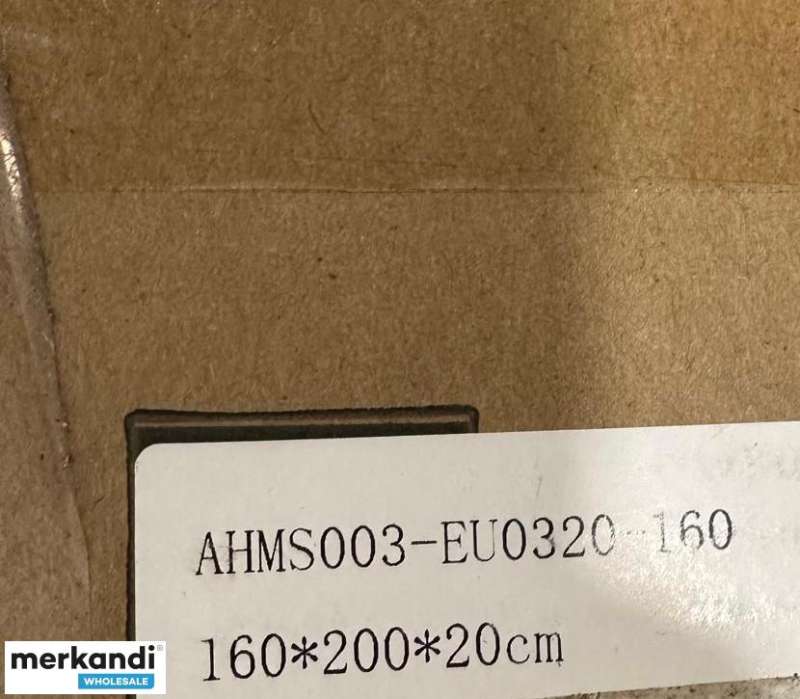 AHMS003-EU0320-160
160*200*20cm
merkandi
WHOLESALE